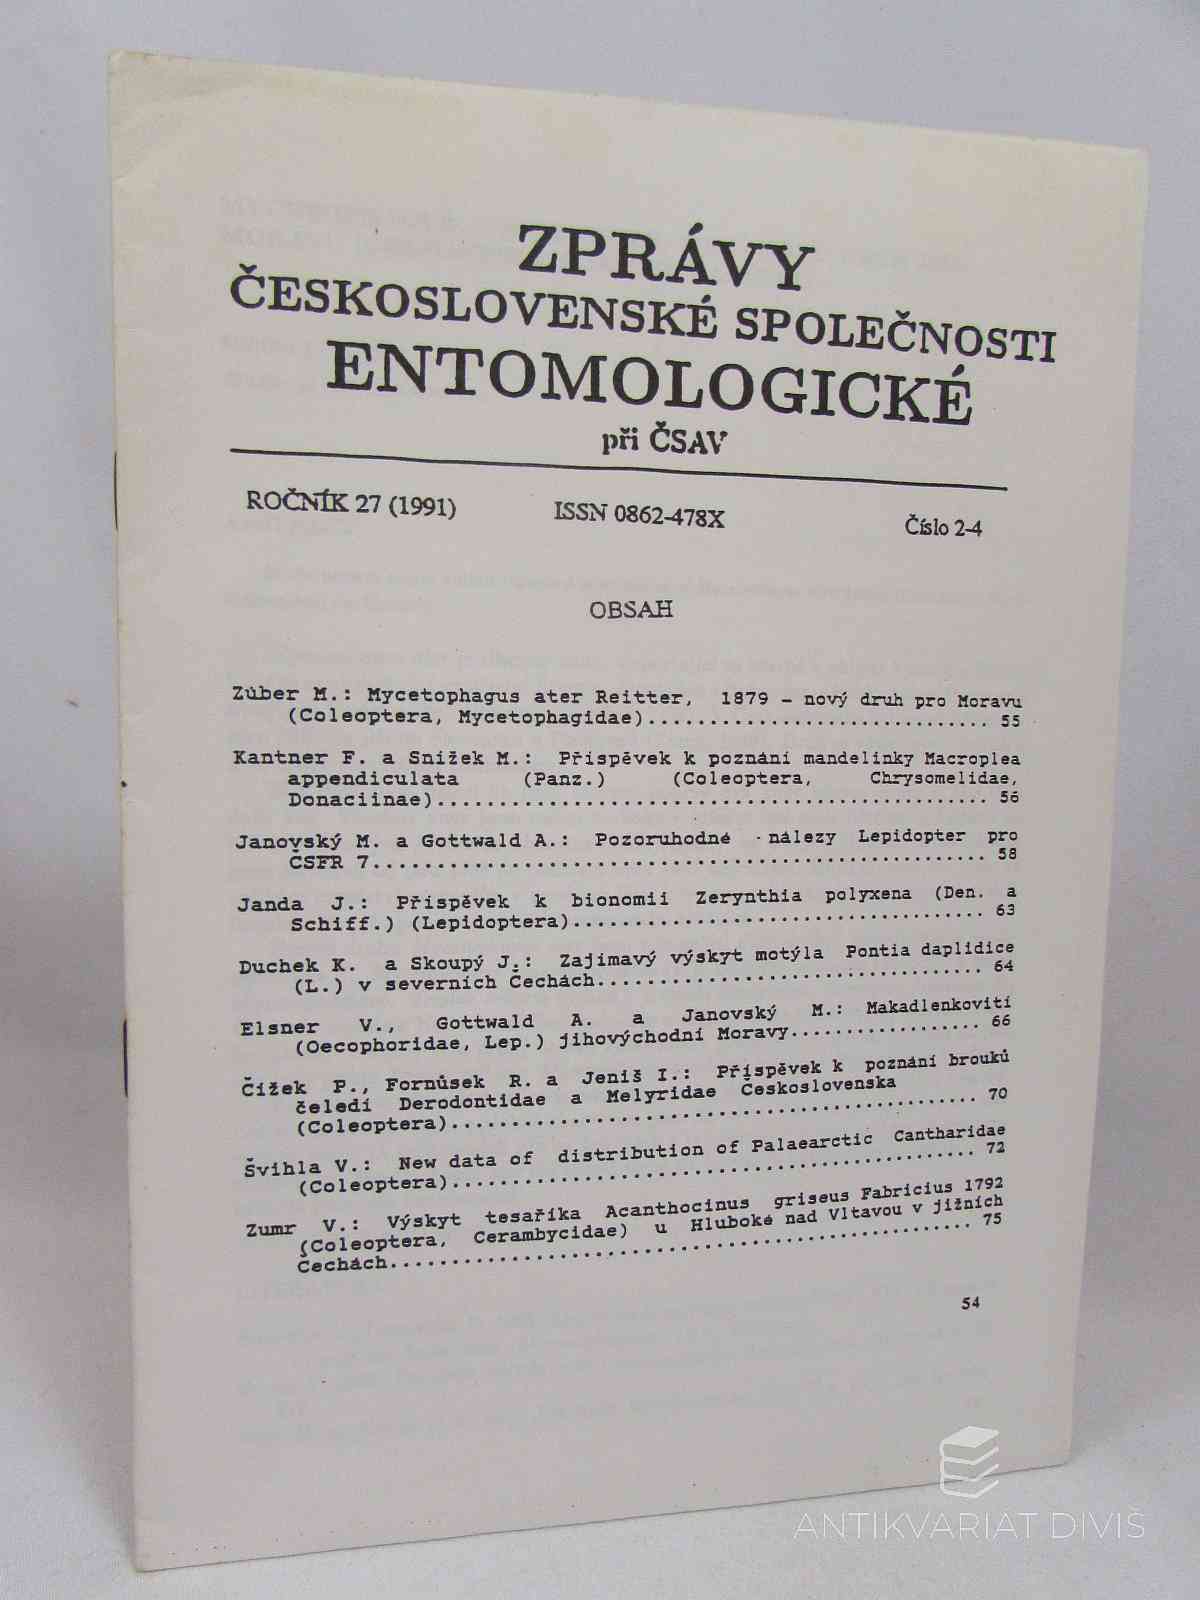 ZPRÁVY
ČESKOSLOVENSKÉ SPOLEČNOSTI
ENTOMOLOGICKÉ
při ČSAV
ROČNÍK 27 (1991) ISSN 0862-478X Číslo 2-4
OBSAH
Zúber M.: Mycetophagus ater Reitter, 1879 - nový druh pro Moravu
(Coleoptera, Mycetophagidae)............................ 55
Kantner F. a Snížek M.: Příspěvek k poznání mandelinky Macroplea
appendiculata (Panz.) (Coleoptera, Chrysomelidae,
Donaciinae)............................................. 56
Janovský M. a Gottwald A.: Pozoruhodné nálezy Lepidopter pro
ČSFR 7.................................................. 58
Janda J.: Příspěvek k bionomii Zerynthia polyxena (Den. a
Schiff.) (Lepidoptera).................................. 63
Duchek K. a Skoupý J.: Zajímavý výskyt motýla Pontia daplidice
(L.) v severních Čechách................................ 64
Elsner V., Gottwald A. a Janovský M.: Makadlenkovití
(Oecophoridae, Lep.) jihovýchodní Moravy................ 66
Čížek P., Fornůsek R. a Jeniš I.: Příspěvek k poznání brouků
čeledí Derodontidae a Melyridae Československa
(Coleoptera)............................................ 70
Švihla V.: New data of distribution of Palaearctic Cantharidae
(Coleoptera)............................................ 72
Zumr V.: Výskyt tesaříka Acanthocinus griseus Fabricius 1792
(Coleoptera, Cerambycidae) u Hluboké nad Vltavou v jižních
Čechách................................................. 75
54
ANTIKVARIAT DIVIŠ